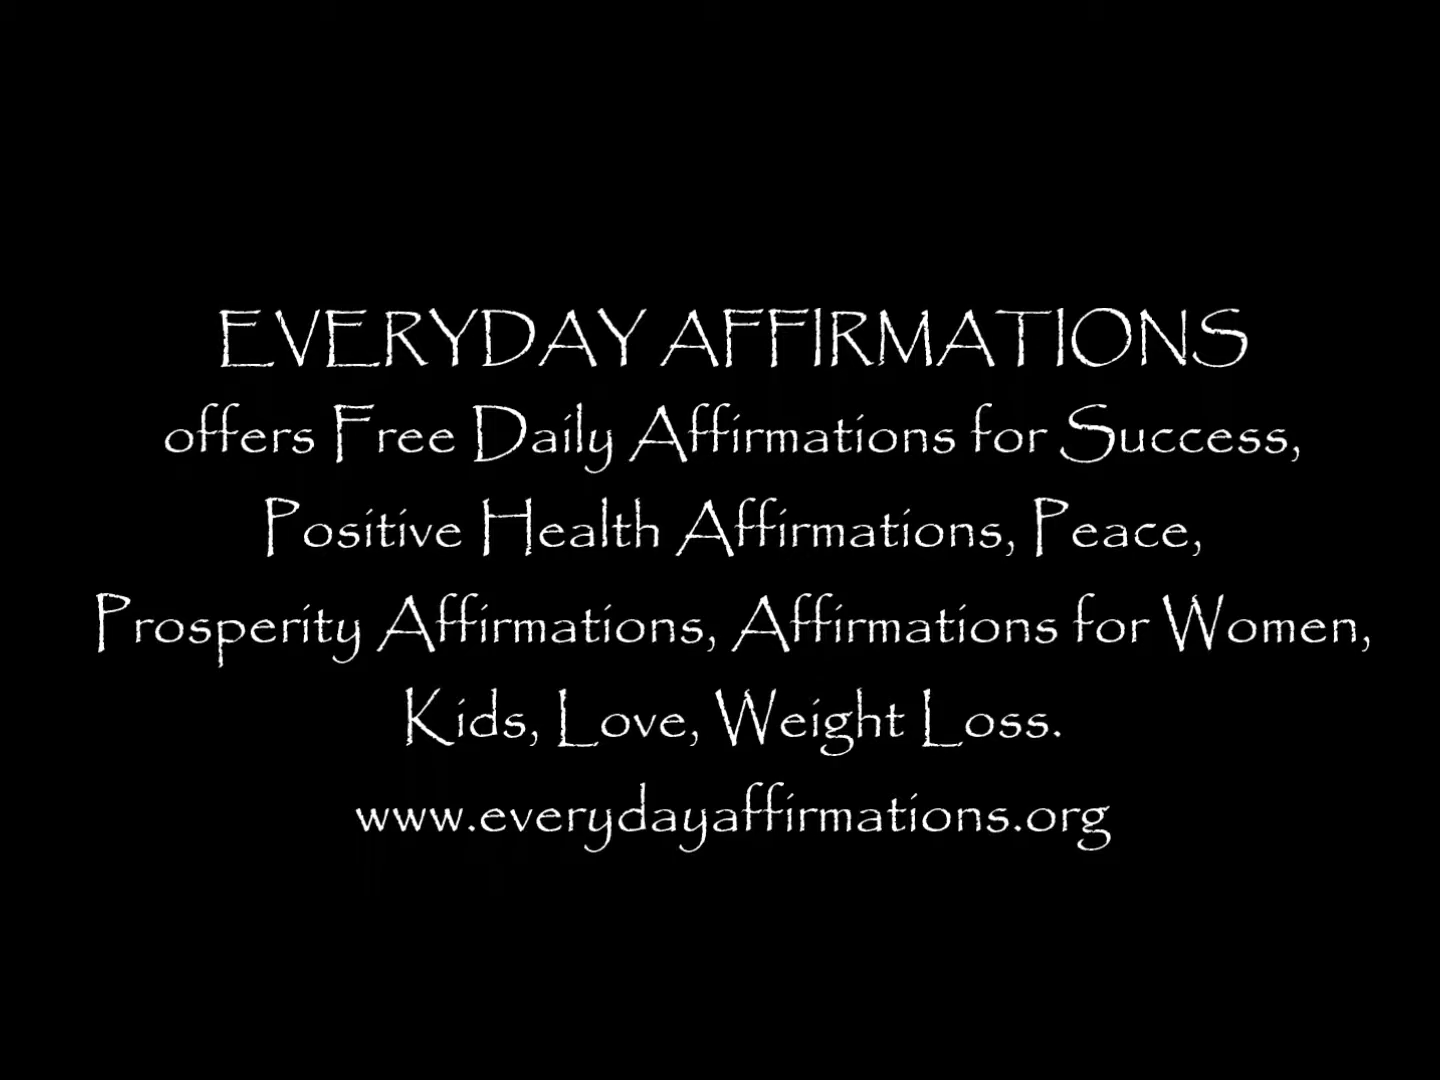 EVERYDAY AFFIRMATIONS
offers Free Daily Affirmations for Success,
Positive Health Affirmations, Peace,
Prosperity Affirmations, Affirmations for Women,
Kids, Love, Weight Loss.
www.everydayaffirmations.org